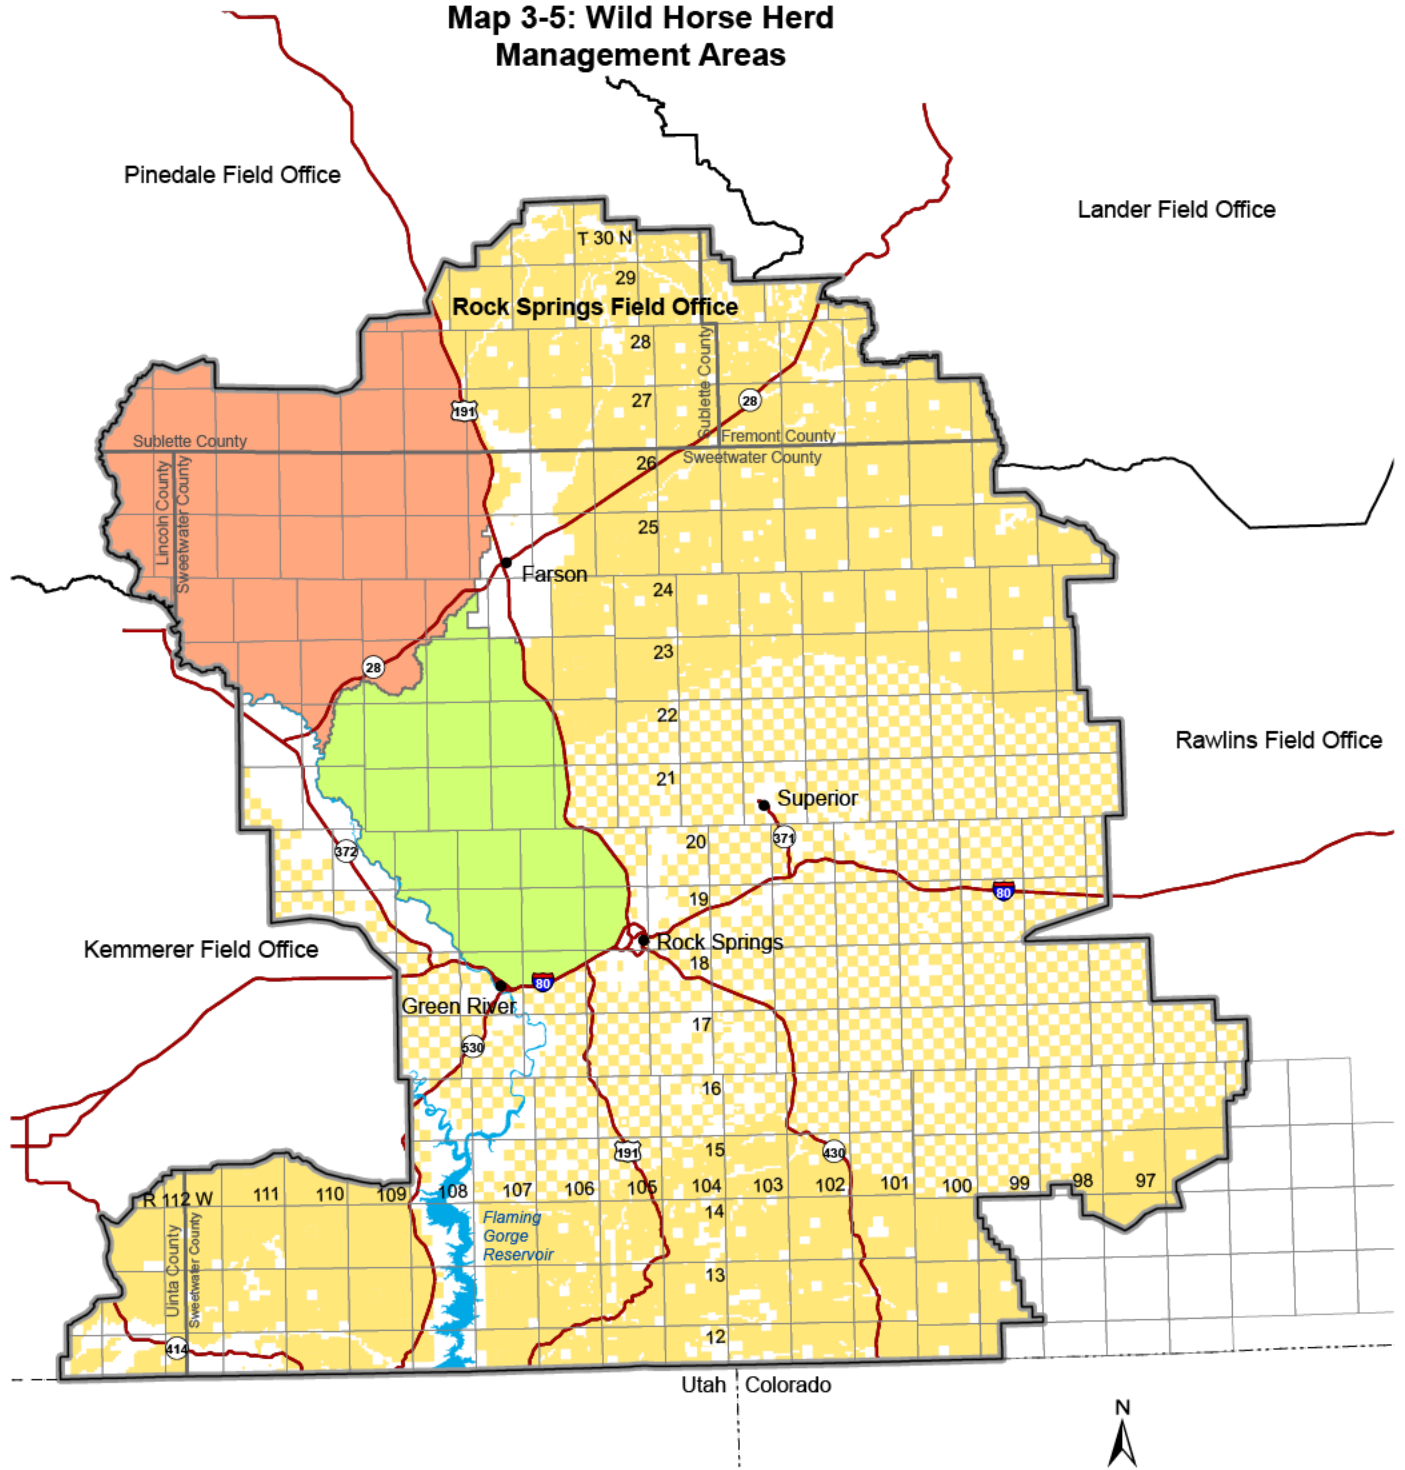 Map 3-5: Wild Horse Herd
Management Areas
Pinedale Field Office
Lander Field Office
T 30 N
29
Rock Springs Field Office
28
Sublette County
27
191
28
Fremont County
Sublette County
Sweetwater County
26
Lincoln County
Sweetwater County
25
Farson
24
23
28
22
Rawlins Field Office
21
Superior
20
371
372
19
80
Rock Springs
Kemmerer Field Office
18
80
Green River
17
530
16
15
191
430
R 112 W
111
110
109
108
107
106
105
104
103
102
101
100
99
98
97
14
Flaming
Gorge
Reservoir
Uinta County
Sweetwater County
13
12
414
Utah
Colorado
N